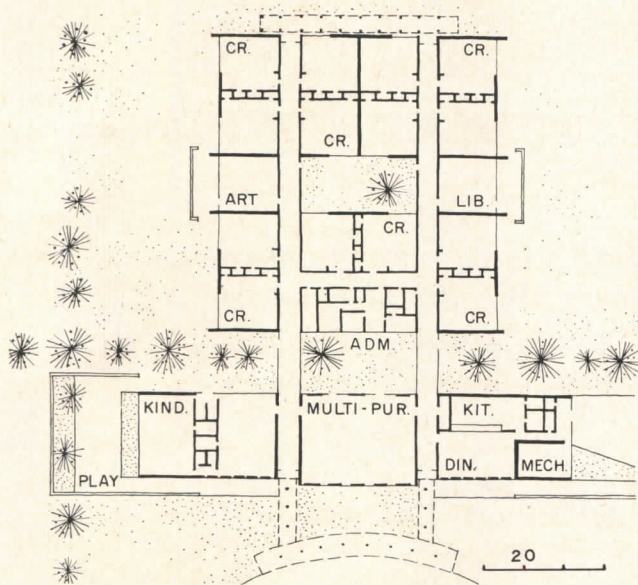 CR.
CR.
CR.
ART
LIB.
CR.
CR.
CR.
ADM.
KIND.
MULTI-PUR.
KIT.
PLAY
DIN.
MECH.
20